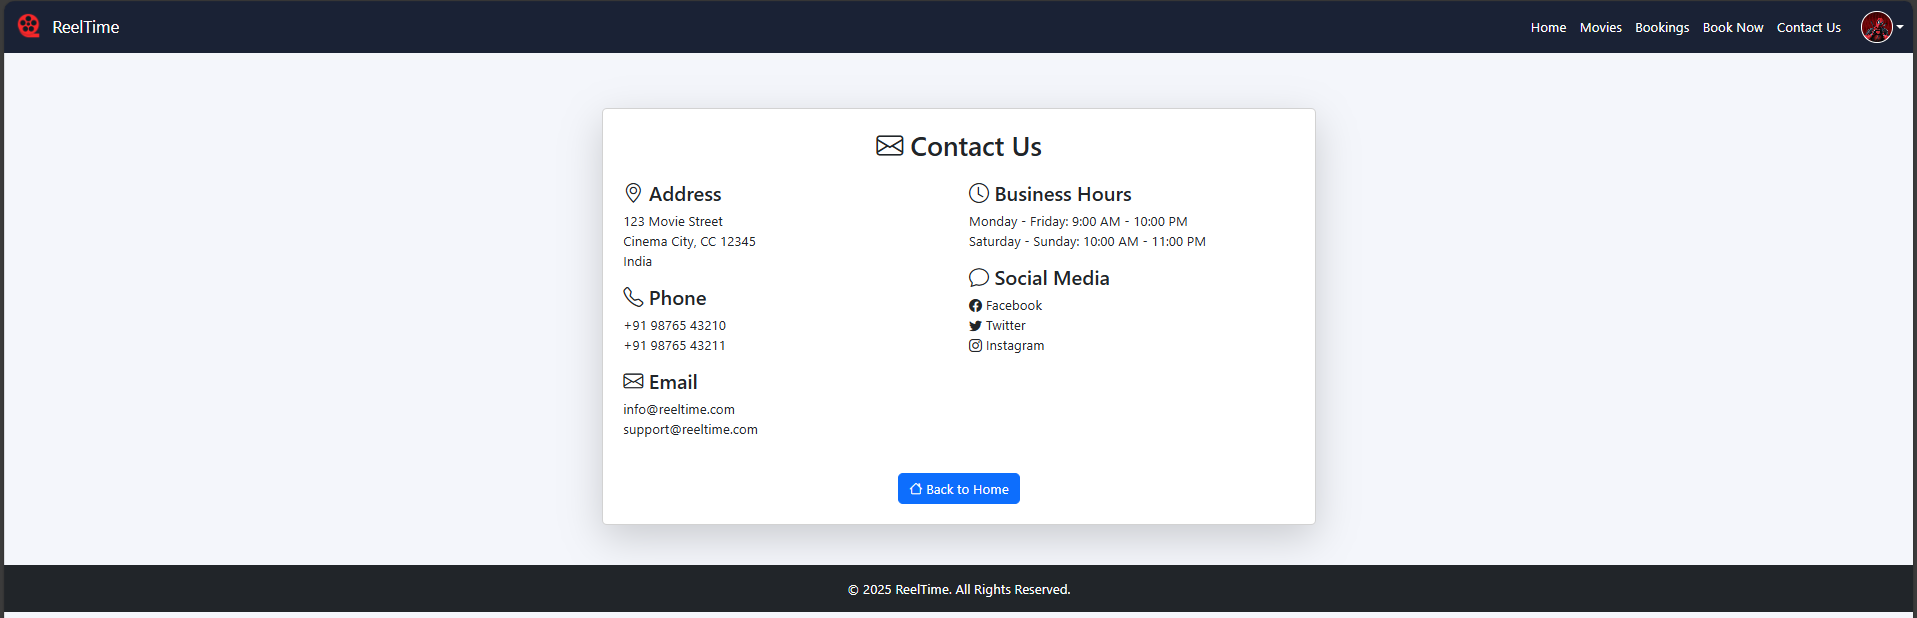 ReelTime
Home Movies Bookings Book Now Contact Us
Contact Us
Address
123 Movie Street
Cinema City, CC 12345
India
Phone
+91 98765 43210
+91 98765 43211
Email
info@reeltime.com
support@reeltime.com
Business Hours
Monday - Friday: 9:00 AM - 10:00 PM
Saturday - Sunday: 10:00 AM - 11:00 PM
Social Media
Facebook
Twitter
Instagram
Back to Home
© 2025 ReelTime. All Rights Reserved.